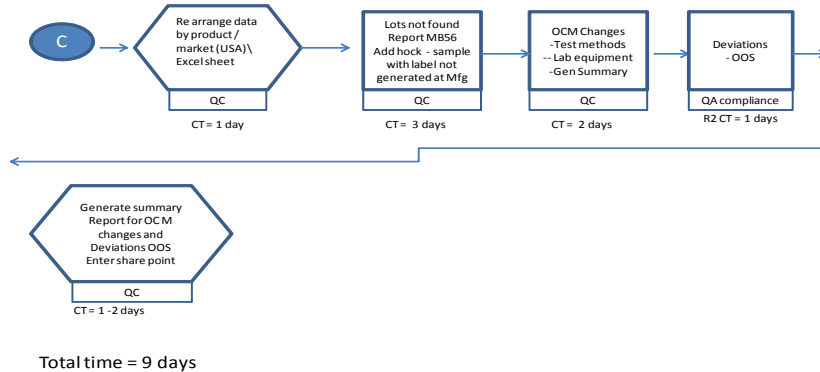 C
Re arrange data
by product /
market (USA)\
Excel sheet
QC
CT = 1 day
Lots not found
Report MB56
Add hock - sample
with label not
generated at Mfg
QC
CT = 3 days
OCM Changes
-Test methods
-- Lab equipment
-Gen Summary
QC
CT = 2 days
Deviations
- OOS
QA compliance
R2 CT = 1 days
Generate summary
Report for OC M
changes and
Deviations OOS
Enter share point
QC
CT = 1 -2 days
Total time = 9 days